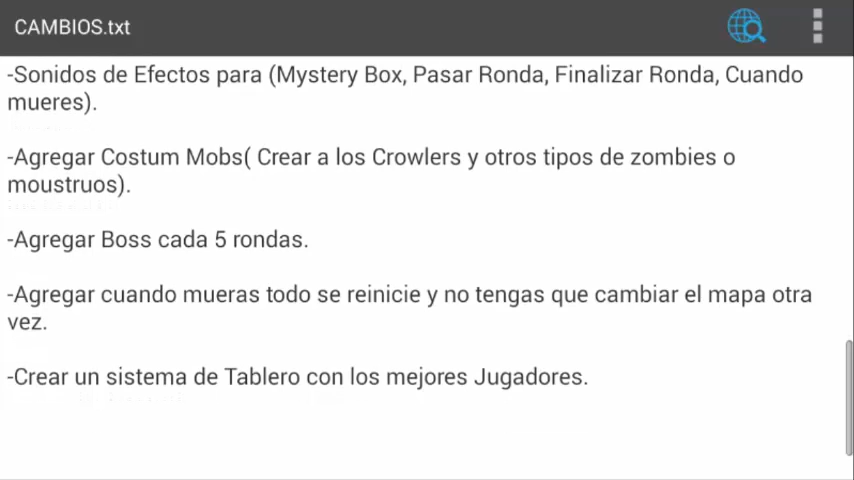 CAMBIOS.txt
-Sonidos de Efectos para (Mystery Box, Pasar Ronda, Finalizar Ronda, Cuando
mueres).
-Agregar Costum Mobs( Crear a los Crowlers y otros tipos de zombies o
moustruos).
-Agregar Boss cada 5 rondas.
-Agregar cuando mueras todo se reinicie y no tengas que cambiar el mapa otra
vez.
-Crear un sistema de Tablero con los mejores Jugadores.